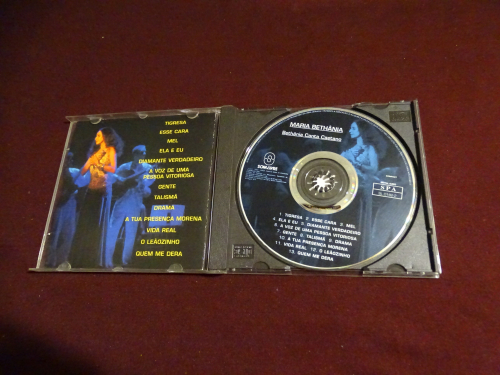 TIGRESA
ESSE CARA
MEL
ELA E EU
DIAMANTE VERDADEIRO
A VOZ DE UMA
PESSOA VITORIOSA
GENTE
TALISMÃ
DRAMA
A TUA PRESENÇA MORENA
VIDA REAL
O LEÃOZINHO
QUEM ME DERA
MARIA BETHÂNIA
Bethânia Canta Caetano
SPA
1. TIGRESA 2. ESSE CARA 3. MEL
4. ELA E EU 5. DIAMANTE VERDADEIRO
6. A VOZ DE UMA PESSOA VITORIOSA
7. GENTE 8. TALISMÃ 9. DRAMA
10. A TUA PRESENÇA MORENA
11. VIDA REAL 12. O LEÃOZINHO
13. QUEM ME DERA